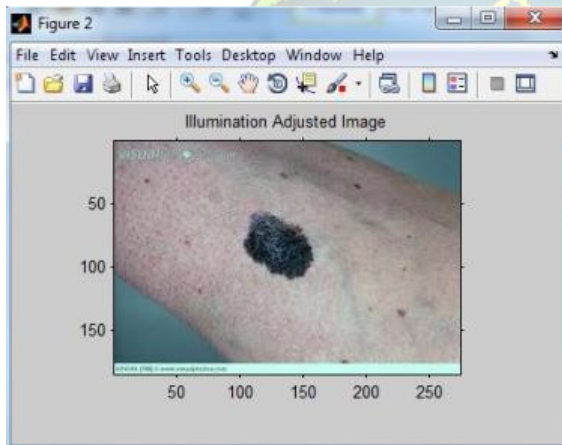 Figure 2
File Edit View Insert Tools Desktop Window Help
Illumination Adjusted Image
visual
50
100
150
50 100 150 200 250